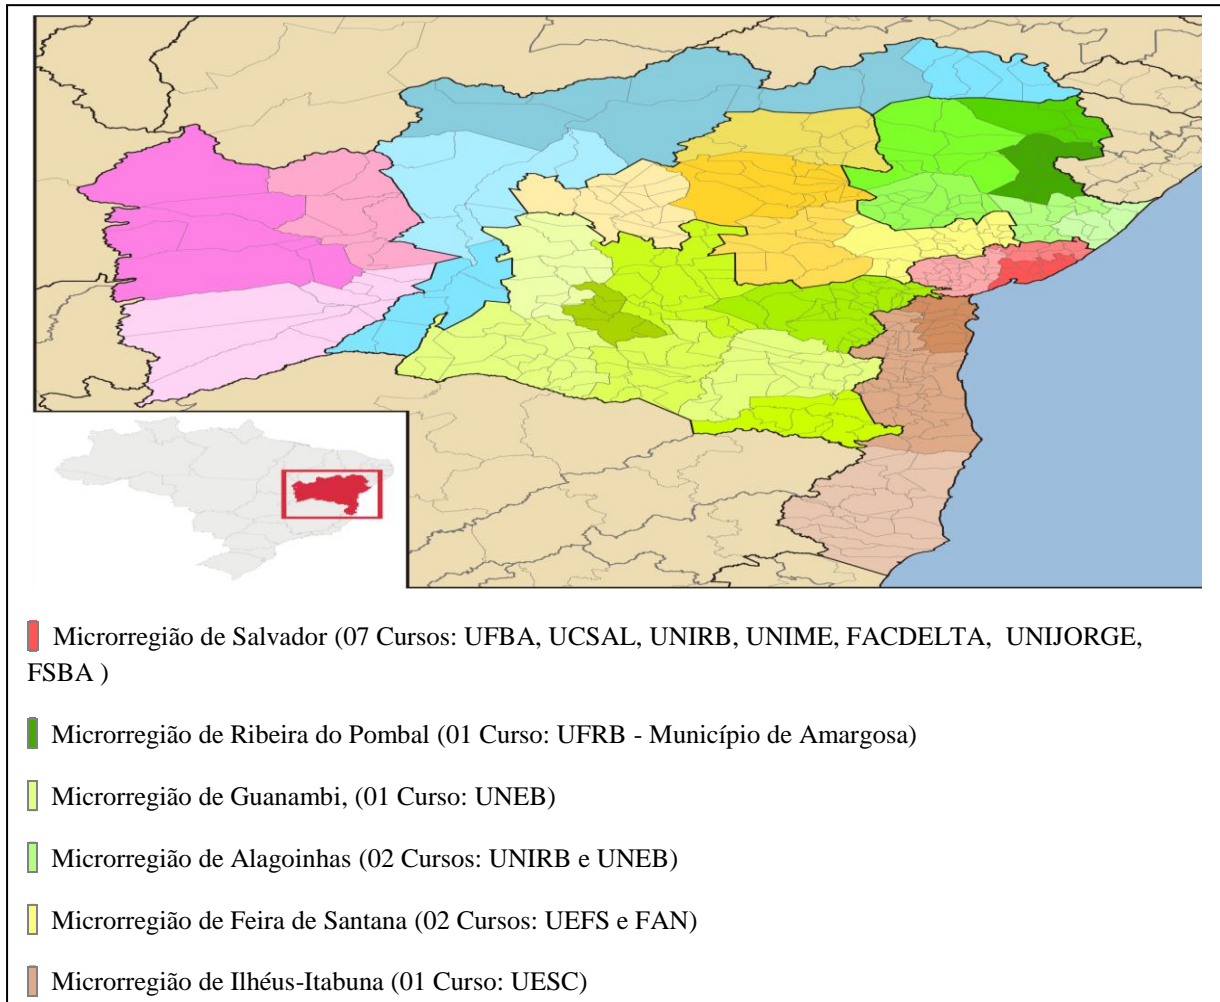 Microrregião de Salvador (07 Cursos: UFBA, UCSAL, UNIRB, UNIME, FACDELTA, UNIJORGE,
FSBA )
Microrregião de Ribeira do Pombal (01 Curso: UFRB - Município de Amargosa)
Microrregião de Guanambi, (01 Curso: UNEB)
Microrregião de Alagoinhas (02 Cursos: UNIRB e UNEB)
Microrregião de Feira de Santana (02 Cursos: UEFS e FAN)
Microrregião de Ilhéus-Itabuna (01 Curso: UESC)